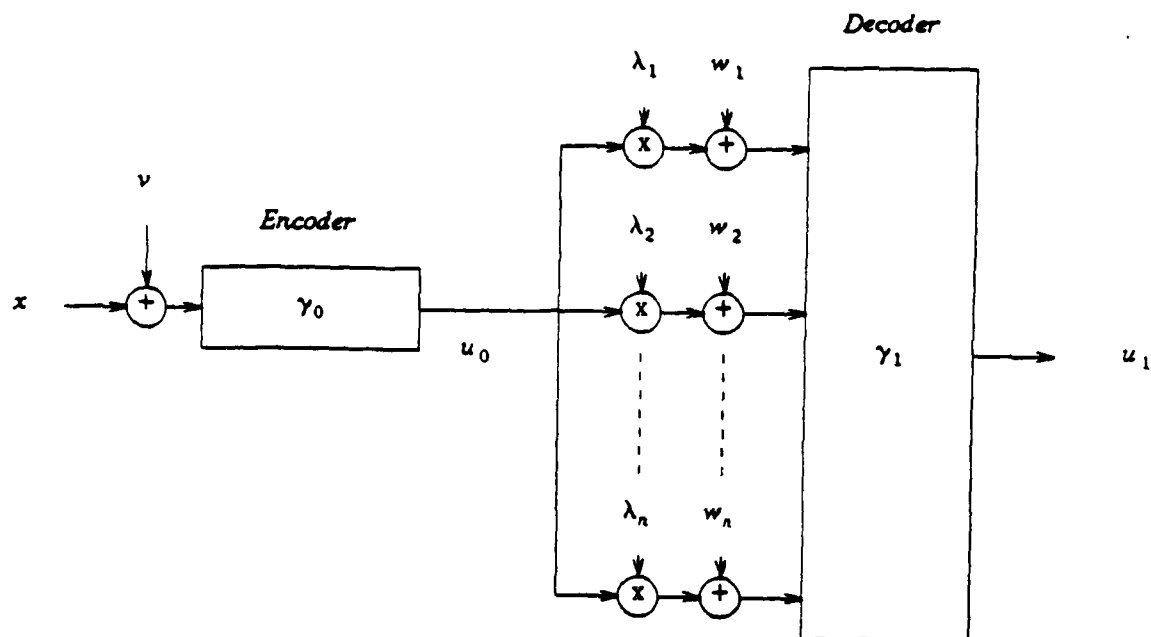 Decoder
λ₁ w₁
x +
v
Encoder
λ₂ w₂
x + γ₀ x +
u₀ γ₁ u₁
λₙ wₙ
x +